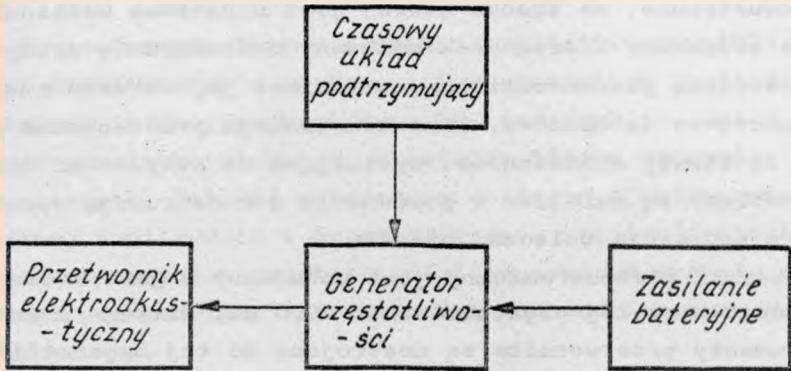 Czasowy
układ
podtrzymujący
Przetwornik
elektroakus-
-tyczny
Generator
częstotliwo-
-ści
Zasilanie
bateryjne